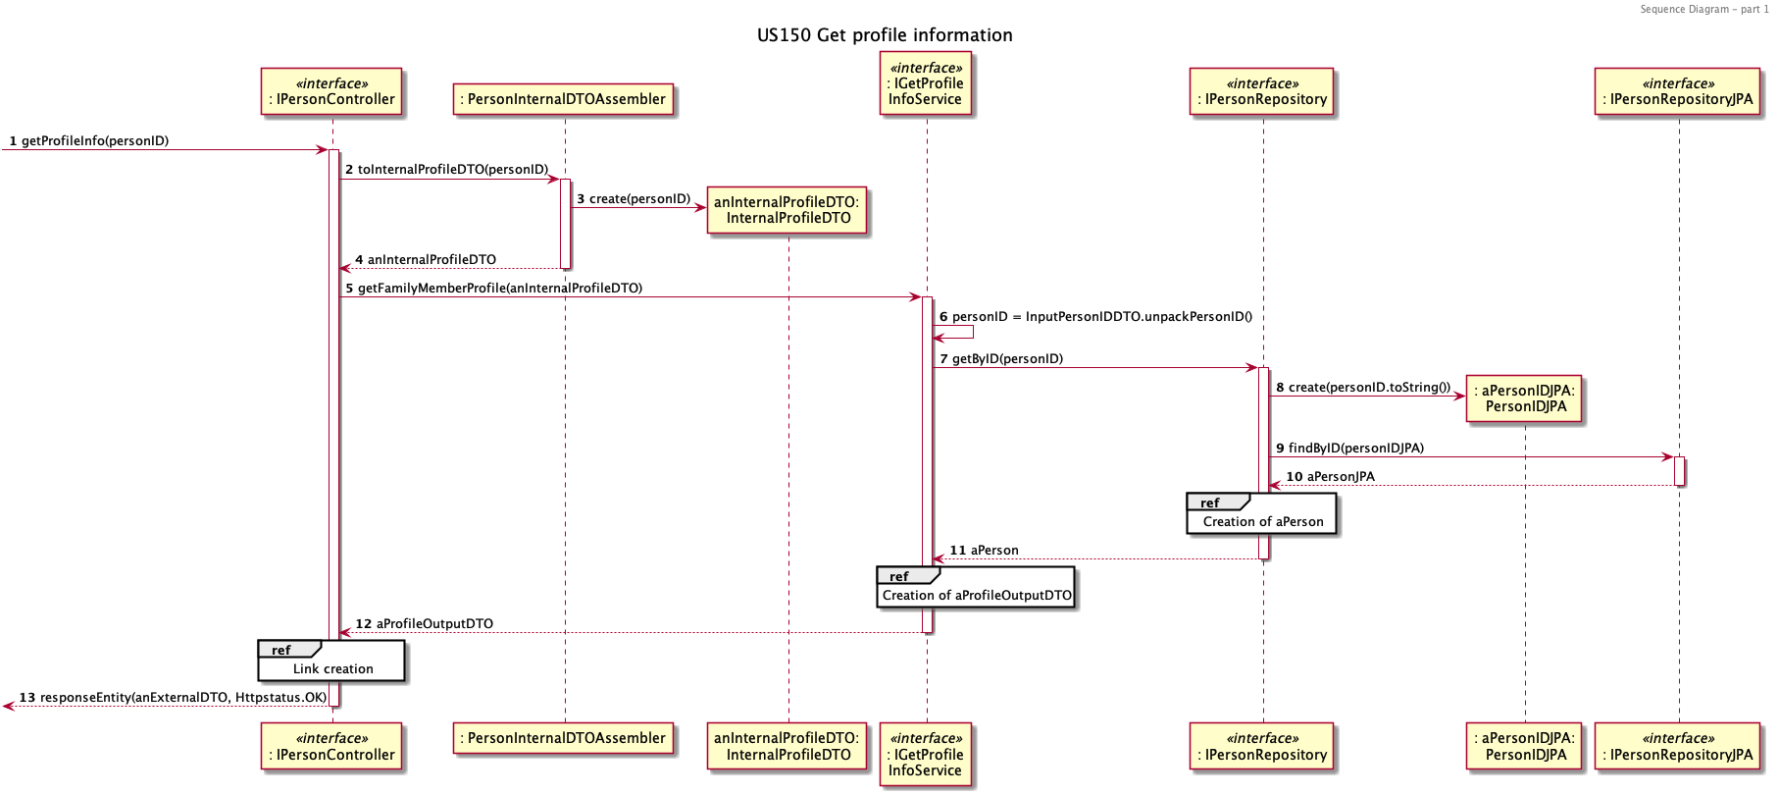 Sequence Diagram - part 1
US150 Get profile information
«interface»
: IPersonController
: PersonInternalDTOAssembler
«interface»
: IGetProfile
InfoService
«interface»
: IPersonRepository
«interface»
: IPersonRepositoryJPA
1 getProfileInfo(personID)
2 toInternalProfileDTO(personID)
3 create(personID)
anInternalProfileDTO:
InternalProfileDTO
4 anInternalProfileDTO
5 getFamilyMemberProfile(anInternalProfileDTO)
6 personID = InputPersonIDDTO.unpackPersonID()
7 getByID(personID)
8 create(personID.toString())
: aPersonIDJPA:
PersonIDJPA
9 findByID(personIDJPA)
10 aPersonJPA
ref
Creation of aPerson
11 aPerson
ref
Creation of aProfileOutputDTO
12 aProfileOutputDTO
ref
Link creation
13 responseEntity(anExternalDTO, Httpstatus.OK)
«interface»
: IPersonController
: PersonInternalDTOAssembler
anInternalProfileDTO:
InternalProfileDTO
«interface»
: IGetProfile
InfoService
«interface»
: IPersonRepository
: aPersonIDJPA:
PersonIDJPA
«interface»
: IPersonRepositoryJPA